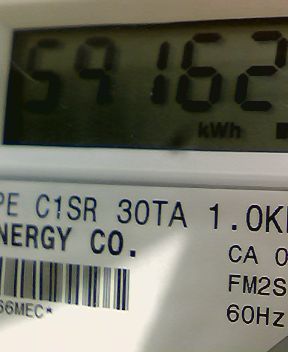 59162
kWh
PE C1SR 30TA 1.0K
NERGY CO.
CA 0
FM2S
66MEC*
60Hz